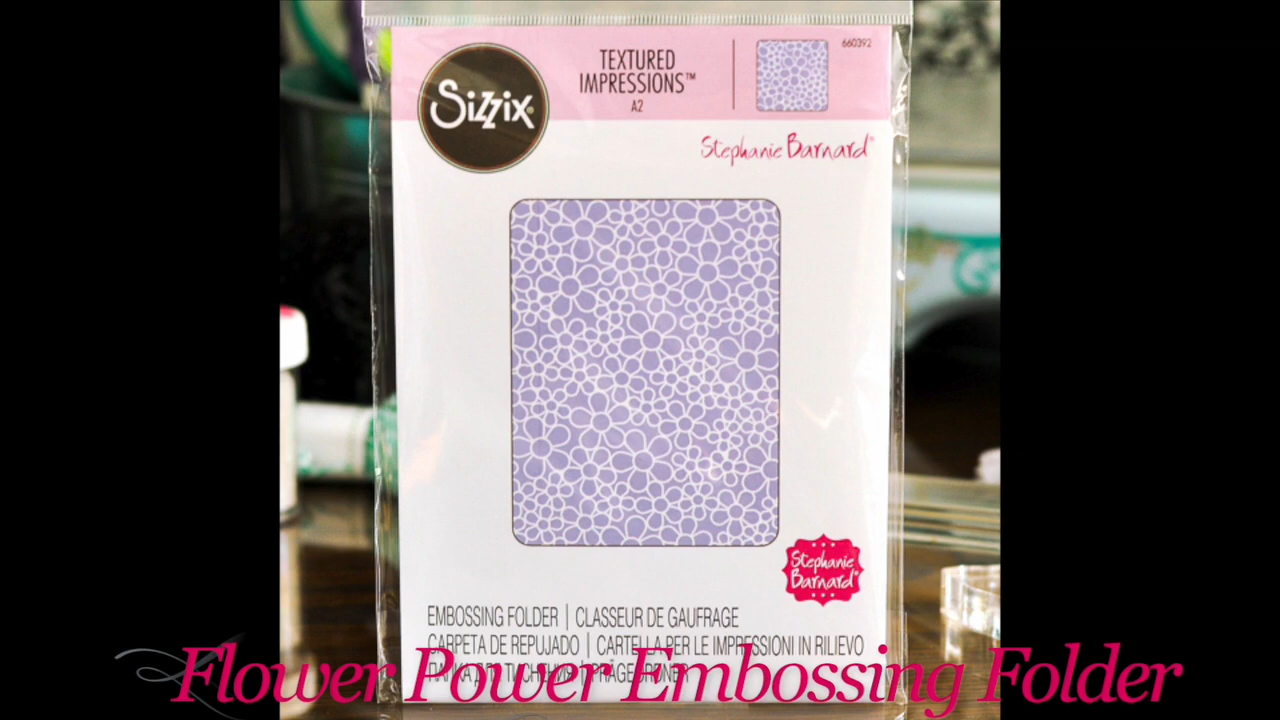 660392
TEXTURED
IMPRESSIONS™
A2
Sizzix
Stephanie Barnard®
Stephanie
Barnard®
EMBOSSING FOLDER | CLASSEUR DE GAUFRAGE
CARPETA DE REPUJADO | CARTELLA PER LE IMPRESSIONI IN RILIEVO
Flower Power Embossing Folder